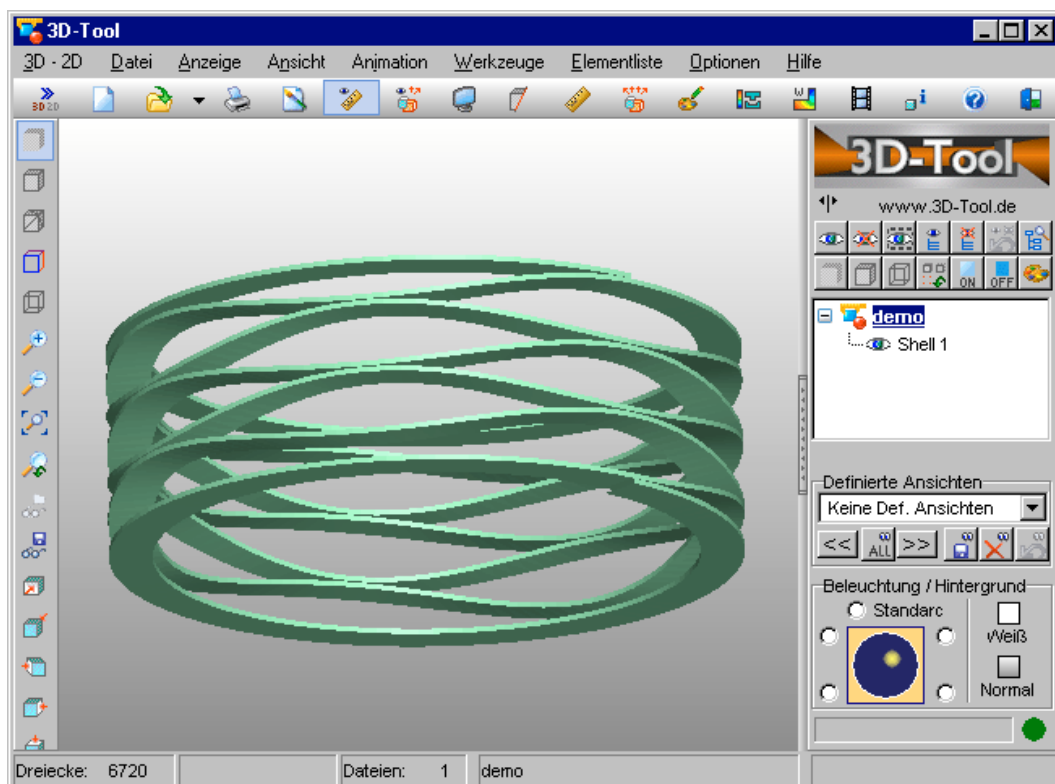 3D-Tool
3D - 2D Datei Anzeige Ansicht Animation Werkzeuge Elementliste Optionen Hilfe
3D 2D
3D-Tool
www.3D-Tool.de
ON OFF
demo
Shell 1
Definierte Ansichten
Keine Def. Ansichten
<< ALL >>
Beleuchtung / Hintergrund
Standarc
Weiß
Normal
Dreiecke: 6720 Dateien: 1 demo